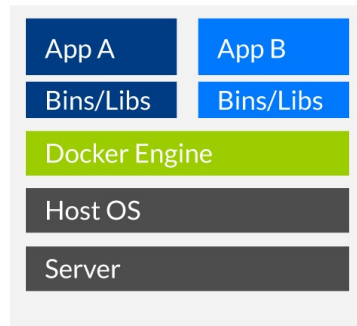 App A
App B
Bins/Libs
Bins/Libs
Docker Engine
Host OS
Server